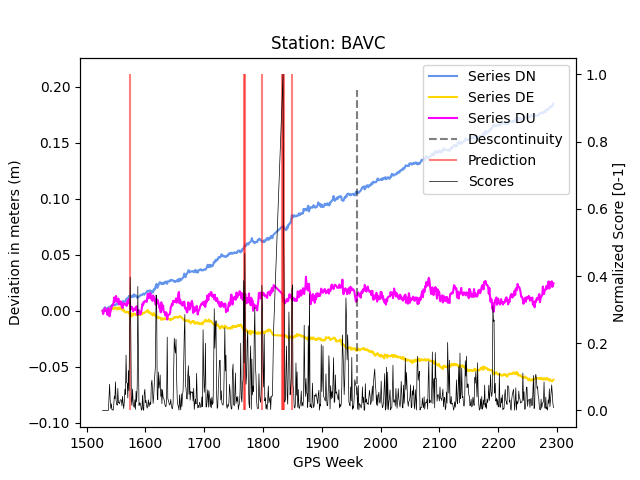 Station: BAVC
Series DN
Series DE
Series DU
Descontinuity
Prediction
Scores
Deviation in meters (m)
0.20
0.15
0.10
0.05
0.00
−0.05
−0.10
1.0
0.8
0.6
0.4
0.2
0.0
Normalized Score [0-1]
1500 1600 1700 1800 1900 2000 2100 2200 2300
GPS Week